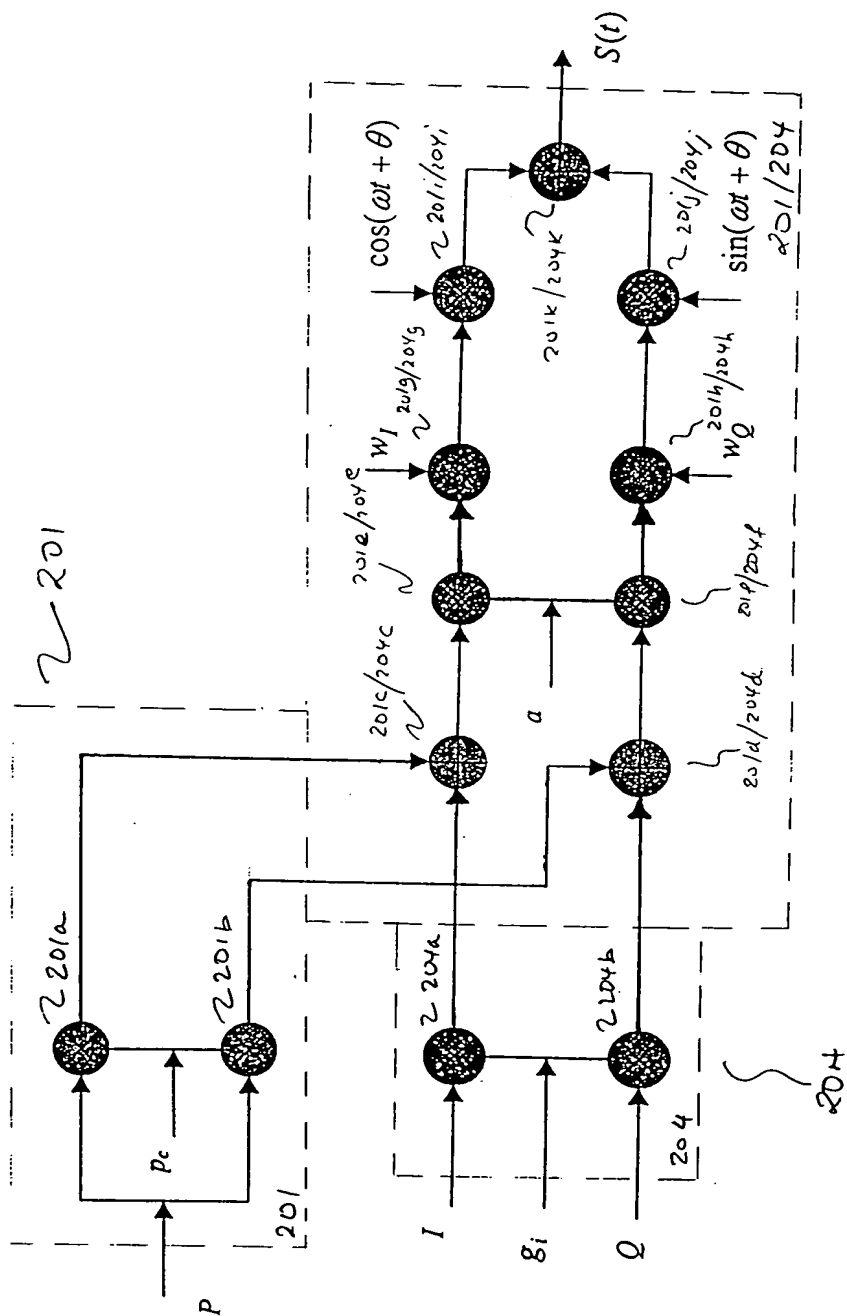 201
201a
201b
P
Pc
201
cos(ωt + θ)
201i/204i
w_I
201g/204g
201e/204e
201c/204c
204a
I
S(t)
201k/204k
a
g_i
204b
Q
201j/204j
sin(ωt + θ)
201h/204h
w_Q
201f/204f
201d/204d
204
204
201/204